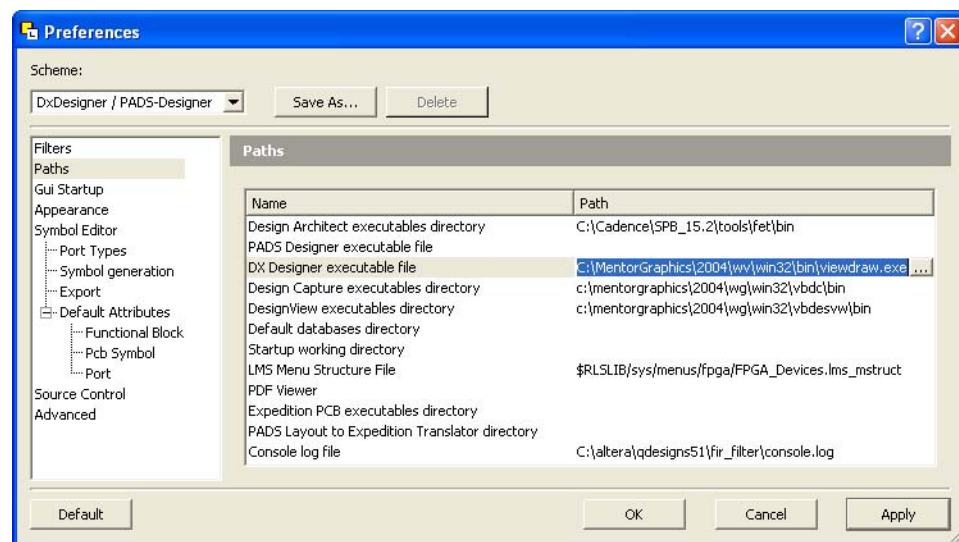 Preferences
Scheme:
DxDesigner / PADS-Designer Save As... Delete
Filters
Paths
Gui Startup
Appearance
Symbol Editor
Port Types
Symbol generation
Export
Default Attributes
Functional Block
Pcb Symbol
Port
Source Control
Advanced
Paths
Name Path
Design Architect executables directory C:\Cadence\SPB_15.2\tools\fet\bin
PADS Designer executable file
DX Designer executable file C:\MentorGraphics\2004\wv\win32\bin\viewdraw.exe ...
Design Capture executables directory c:\mentorgraphics\2004\wg\win32\vbdc\bin
DesignView executables directory c:\mentorgraphics\2004\wg\win32\vbdesvw\bin
Default databases directory
Startup working directory
LMS Menu Structure File $RLSLIB/sys/menus/fpga/FPGA_Devices.lms_mstruct
PDF Viewer
Expedition PCB executables directory
PADS Layout to Expedition Translator directory
Console log file C:\altera\qdesigns51\fir_filter\console.log
Default OK Cancel Apply